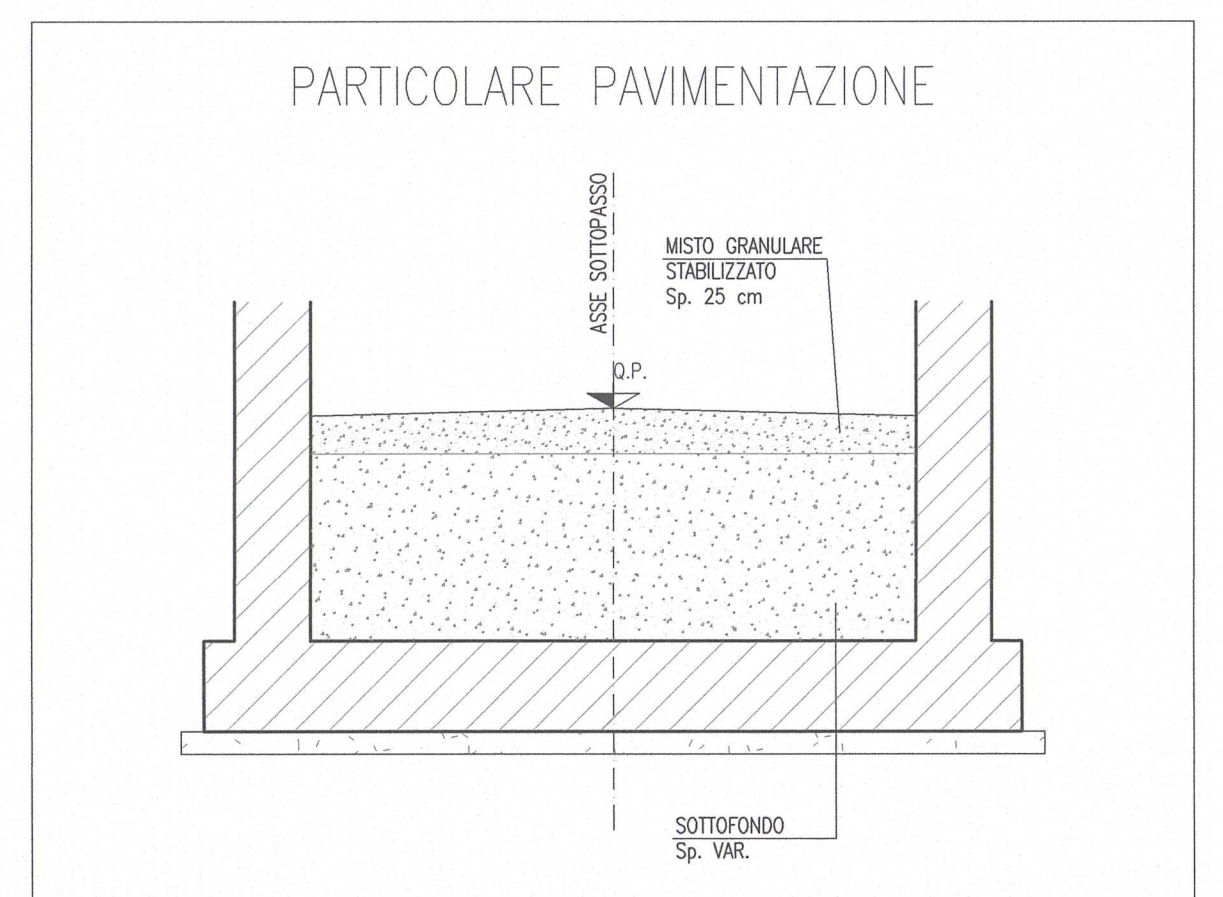 PARTICOLARE PAVIMENTAZIONE
ASSE SOTTOPASSO
MISTO GRANULARE
STABILIZZATO
Sp. 25 cm
Q.P.
SOTTOFONDO
Sp. VAR.